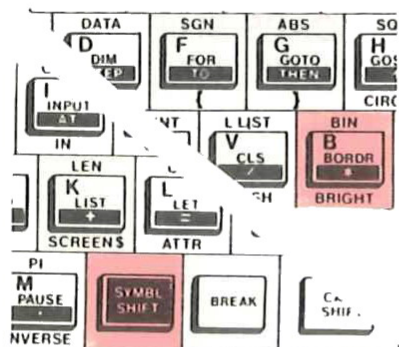 DATA SGN ABS
D F G H
DIM FOR GOTO
TO THEN
I { } CIRC
INPUT
AT
IN
L LIST BIN
V B
CLS BORDR
/ *
BRIGHT
LEN
K L
LIST LET
+ =
SCREEN$ ATTR
PI
M
PAUSE SYMBL BREAK
. SHIFT
NVERSE